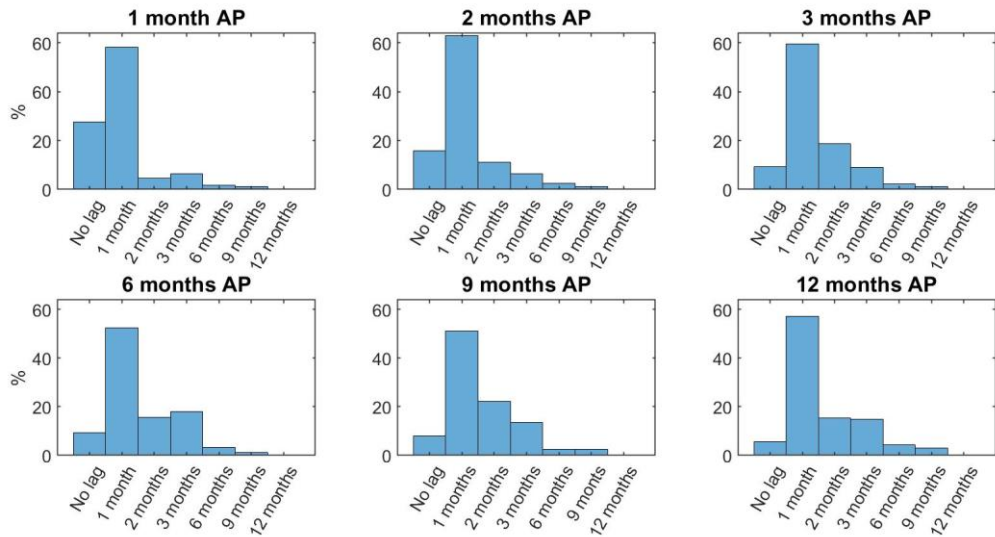 1 month AP
60
60
20
0
%
No lag
1 month
2 months
3 months
6 months
9 months
12 months
2 months AP
60
40
20
0
No lag
1 month
2 months
3 months
6 months
9 months
12 months
3 months AP
60
40
20
0
No lag
1 month
2 months
3 months
6 months
9 months
12 months
6 months AP
60
40
20
0
%
No lag
1 month
2 months
3 months
6 months
9 months
12 months
9 months AP
60
40
20
0
No lag
1 month
2 months
3 months
6 months
9 monts
12 months
12 months AP
60
40
20
0
No lag
1 month
2 months
3 months
6 months
9 months
12 months